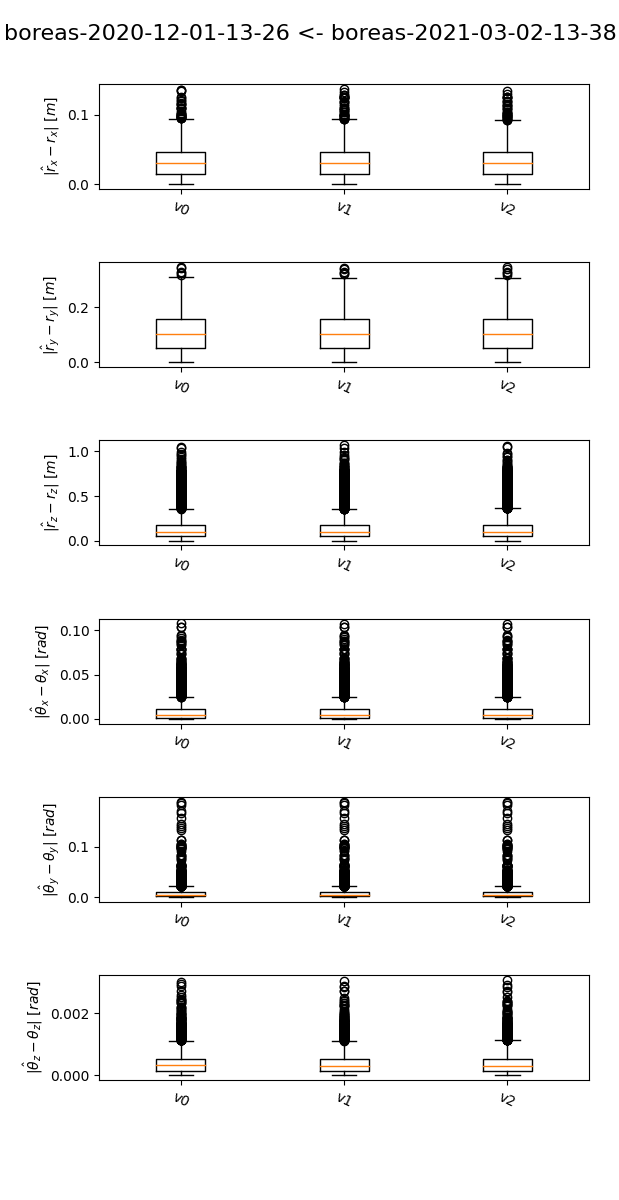 boreas-2020-12-01-13-26 <- boreas-2021-03-02-13-38
|r̂x − rx| [m]
0.1
0.0
v0 v1 v2
|r̂y − ry| [m]
0.2
0.0
v0 v1 v2
|r̂z − rz| [m]
1.0
0.5
0.0
v0 v1 v2
|θ̂x − θx| [rad]
0.10
0.05
0.00
v0 v1 v2
|θ̂y − θy| [rad]
0.1
0.0
v0 v1 v2
|θ̂z − θz| [rad]
0.002
0.000
v0 v1 v2